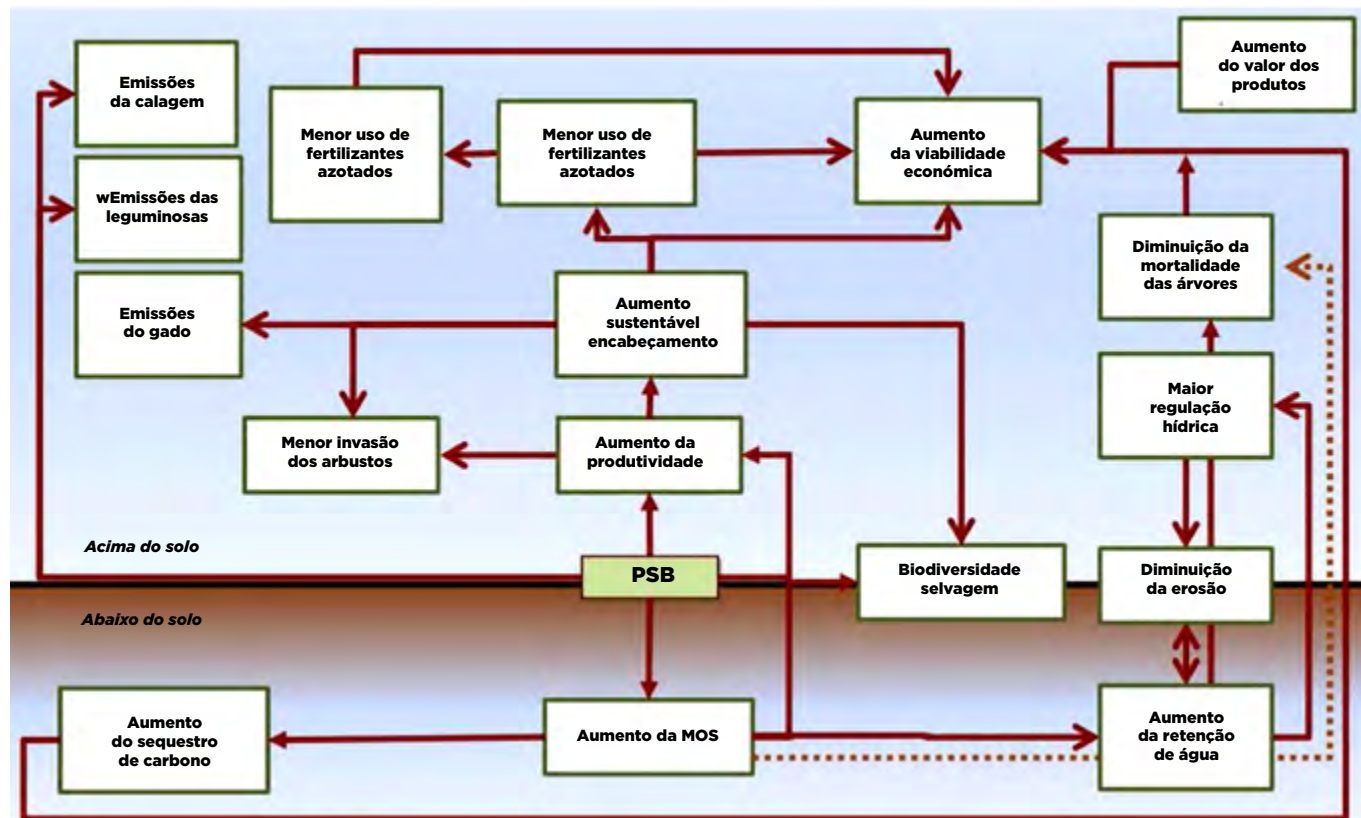 Emissões
da calagem
Menor uso de
fertilizantes
azotados
Menor uso de
fertilizantes
azotados
Aumento
da viabilidade
económica
Aumento
do valor dos
produtos
wEmissões das
leguminosas
Diminuição da
mortalidade
das árvores
Emissões
do gado
Aumento
sustentável
encabeçamento
Maior
regulação
hídrica
Menor invasão
dos arbustos
Aumento da
produtividade
Acima do solo
PSB
Biodiversidade
selvagem
Diminuição
da erosão
Abaixo do solo
Aumento
do sequestro
de carbono
Aumento da MOS
Aumento
da retenção
de água